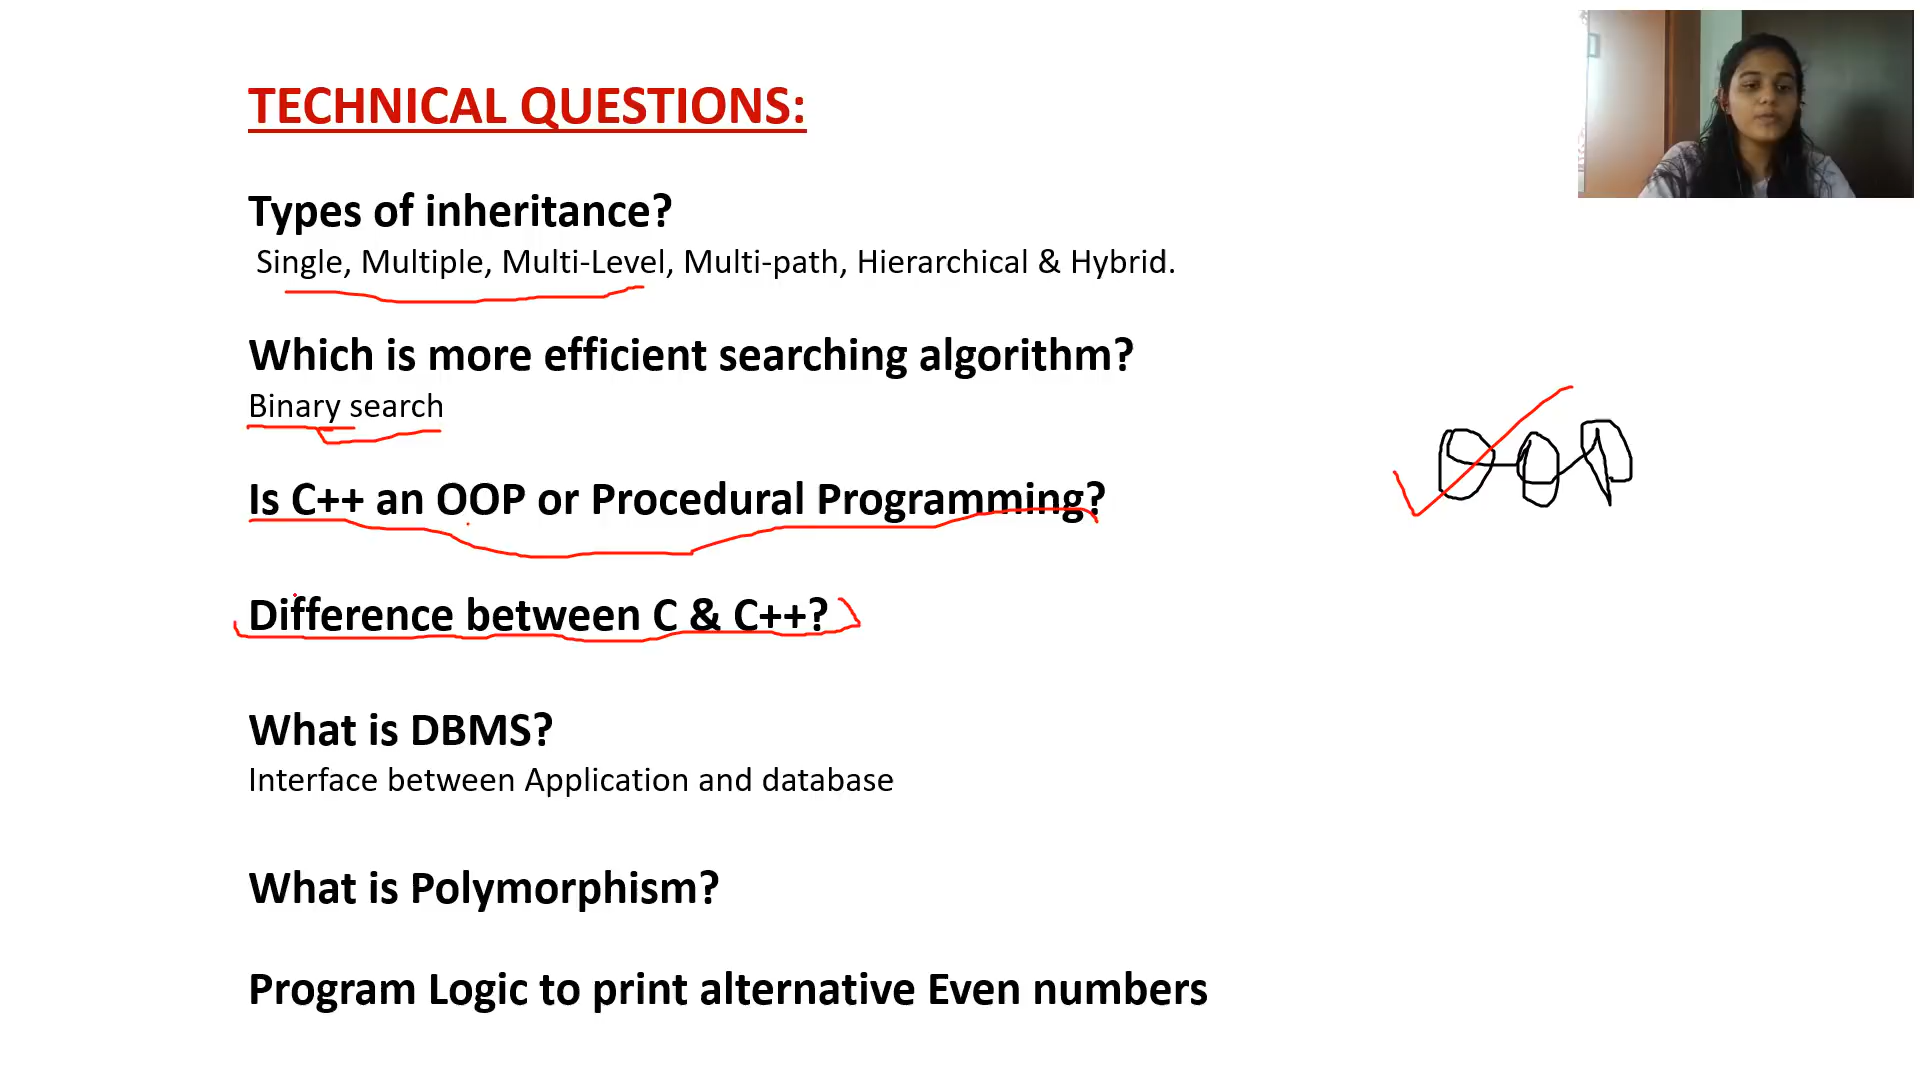 TECHNICAL QUESTIONS:
Types of inheritance?
Single, Multiple, Multi-Level, Multi-path, Hierarchical & Hybrid.
Which is more efficient searching algorithm?
Binary search
OOP
Is C++ an OOP or Procedural Programming?
Difference between C & C++?
What is DBMS?
Interface between Application and database
What is Polymorphism?
Program Logic to print alternative Even numbers